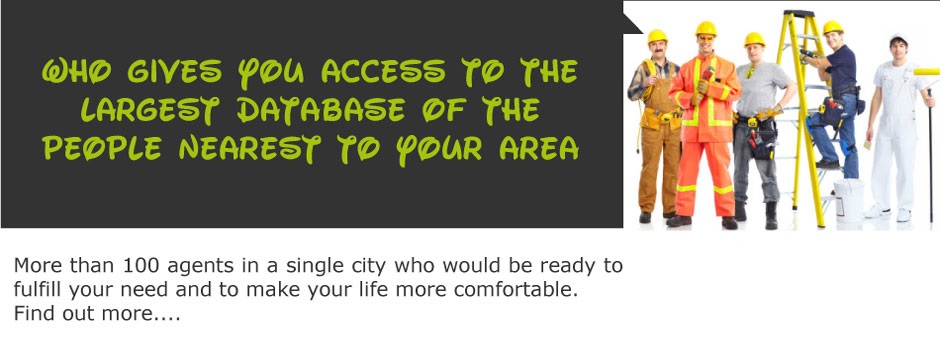 WHO GIVES YOU ACCESS TO THE
LARGEST DATABASE OF THE
PEOPLE NEAREST TO YOUR AREA
More than 100 agents in a single city who would be ready to
fulfill your need and to make your life more comfortable.
Find out more....